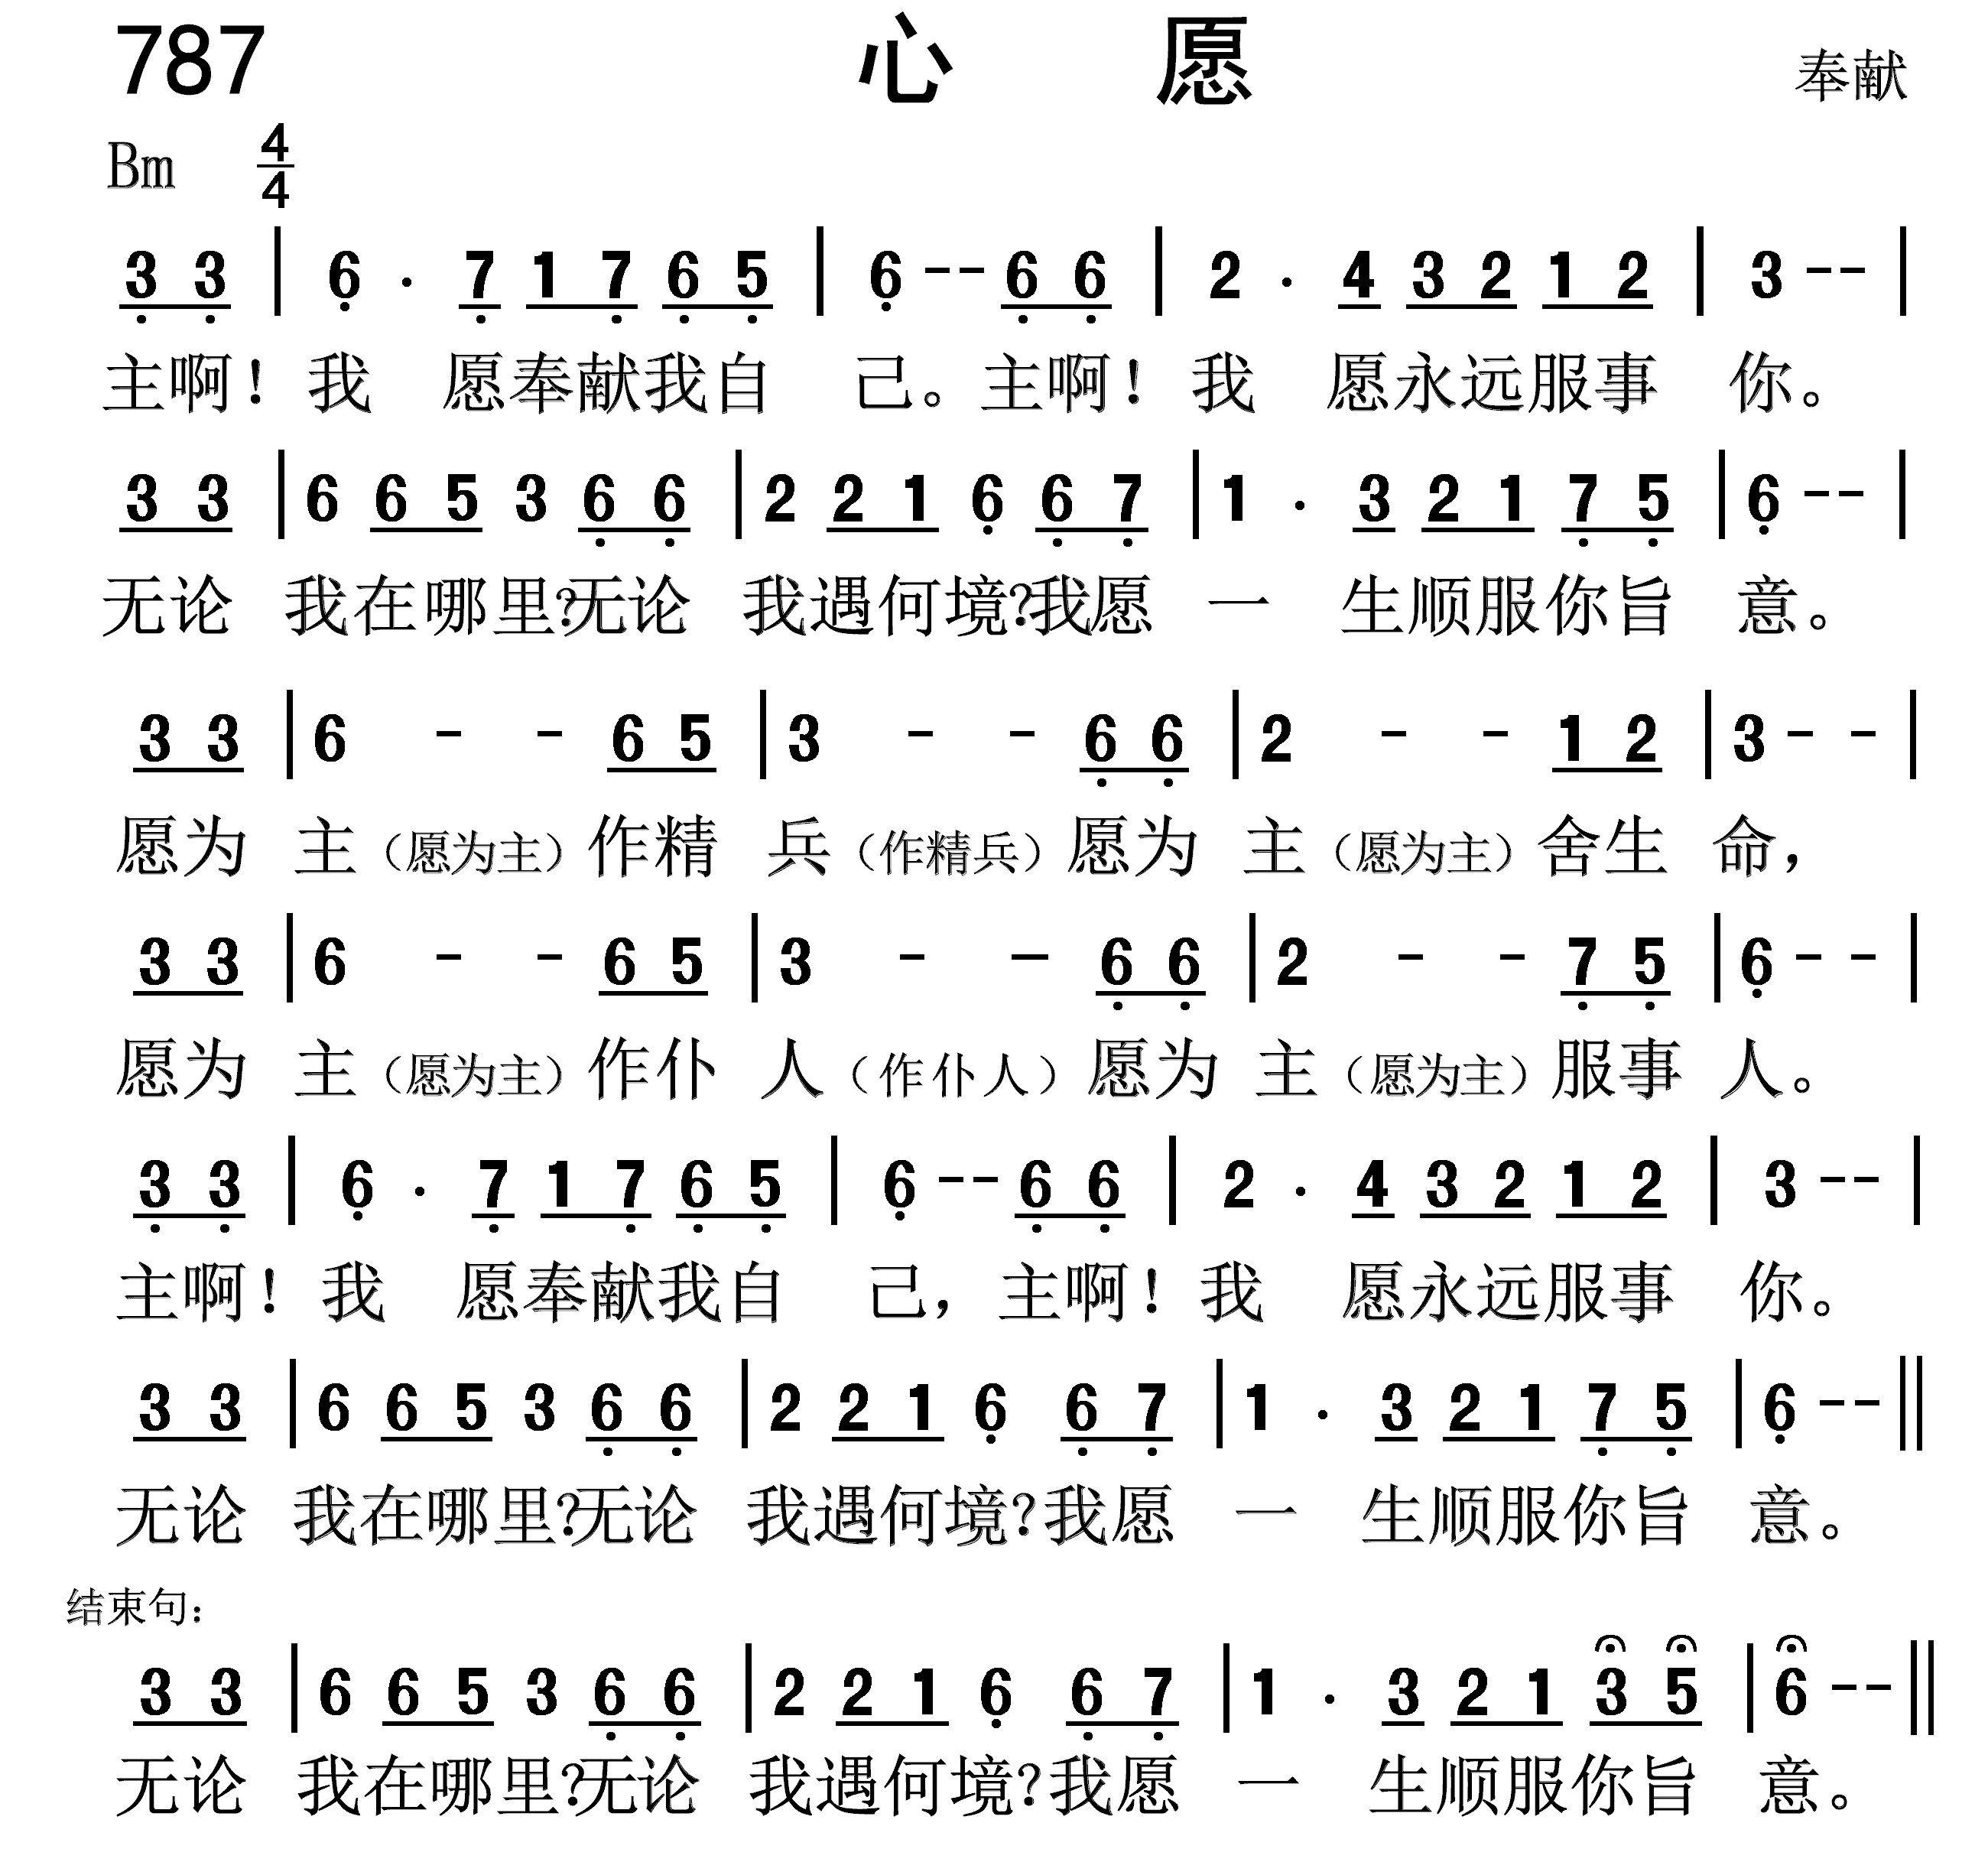 787 心 愿 奉献
Bm 4/4
3 3 | 6 · 7 1 7 6 5 | 6 -- 6 6 | 2 · 4 3 2 1 2 | 3 -- |
主啊！我 愿奉献我自 己。主啊！我 愿永远服事 你。
3 3 | 6 6 5 3 6 6 | 2 2 1 6 6 7 | 1 · 3 2 1 7 5 | 6 -- |
无论 我在哪里?无论 我遇何境?我愿 一 生顺服你旨 意。
3 3 | 6 - - 6 5 | 3 - - 6 6 | 2 - - 1 2 | 3 - - |
愿为 主（愿为主）作精 兵（作精兵）愿为 主（愿为主）舍生 命，
3 3 | 6 - - 6 5 | 3 - - 6 6 | 2 - - 7 5 | 6 - - |
愿为 主（愿为主）作仆 人（作仆人）愿为 主（愿为主）服事 人。
3 3 | 6 · 7 1 7 6 5 | 6 -- 6 6 | 2 · 4 3 2 1 2 | 3 -- |
主啊！我 愿奉献我自 己，主啊！我 愿永远服事 你。
3 3 | 6 6 5 3 6 6 | 2 2 1 6 6 7 | 1 · 3 2 1 7 5 | 6 -- ‖
无论 我在哪里?无论 我遇何境?我愿 一 生顺服你旨 意。
结束句：
3 3 | 6 6 5 3 6 6 | 2 2 1 6 6 7 | 1 · 3 2 1 3 5 | 6 -- ‖
无论 我在哪里?无论 我遇何境?我愿 一 生顺服你旨 意。